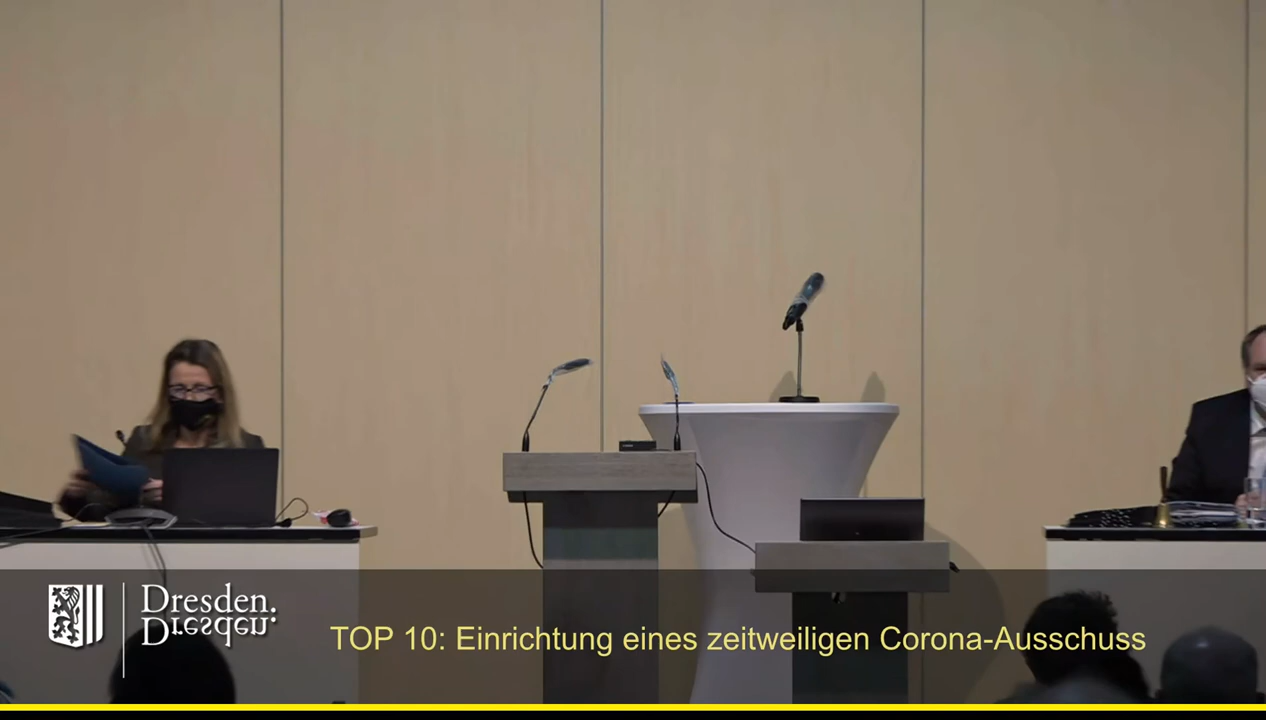 Dresden.
Dresden.
TOP 10: Einrichtung eines zeitweiligen Corona-Ausschuss